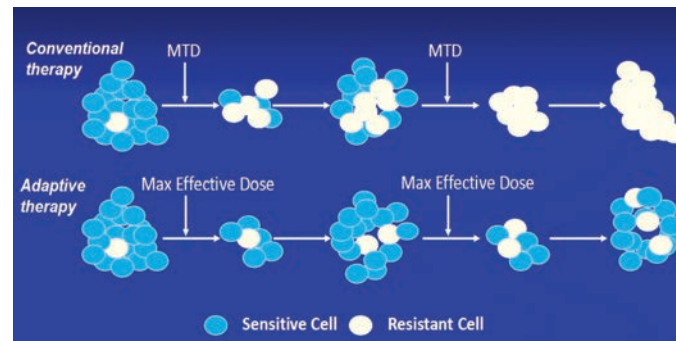 Conventional
therapy
MTD
MTD
Adaptive
therapy
Max Effective Dose
Max Effective Dose
Sensitive Cell
Resistant Cell